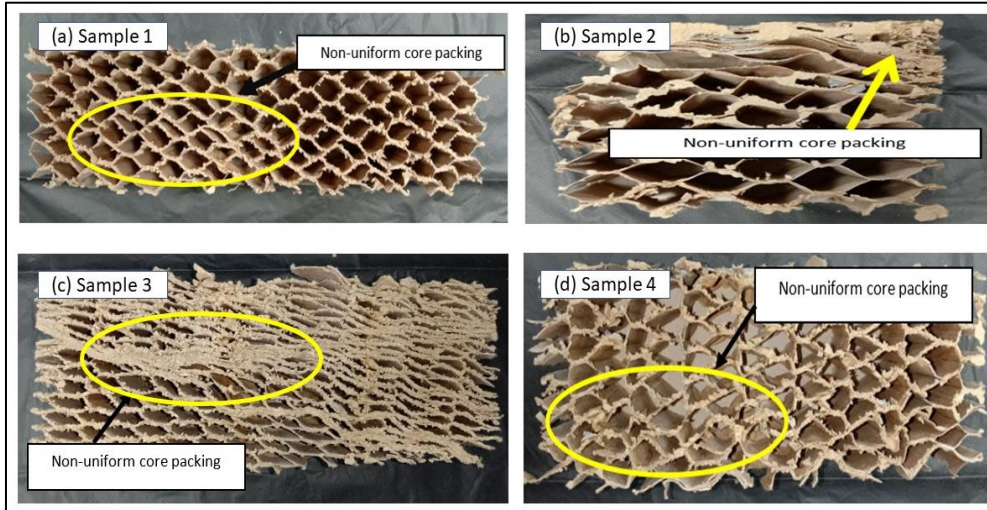 (a) Sample 1
Non-uniform core packing
(b) Sample 2
Non-uniform core packing
(c) Sample 3
Non-uniform core packing
(d) Sample 4
Non-uniform core packing